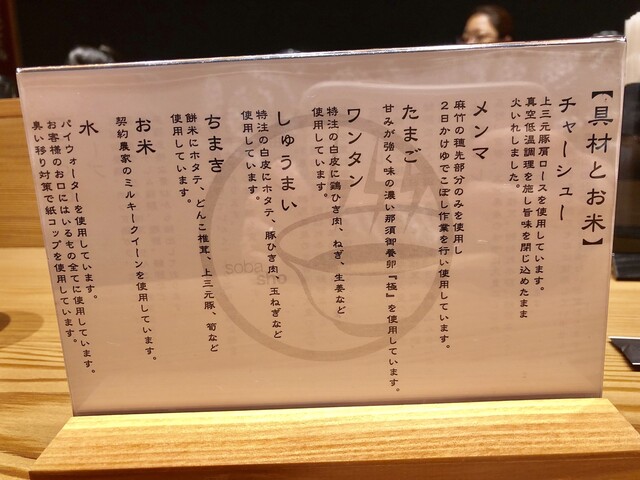 【具材とお米】
チャーシュー
上三元豚肩ロースを使用しています。
真空低温調理を施し旨味を閉じ込めたまま
火いれしました。
メンマ
麻竹の穂先部分のみを使用し
２日かけゆでこぼし作業を行い使用しています。
たまご
甘みが強く味の濃い那須御養卵『極』を使用しています。
ワンタン
特注の白皮に鶏ひき肉、ねぎ、生姜など
使用しています。
しゅうまい
特注の白皮にホタテ、豚ひき肉、玉ねぎなど
使用しています。
ちまき
餅米にホタテ、どんこ椎茸、上三元豚、筍など
使用しています。
お米
契約農家のミルキークイーンを使用しています。
水
パイウォーターを使用しています。
お客様のお口にはいるもの全てに使用しています。
臭い移り対策で紙コップを使用しています。
soba
sho